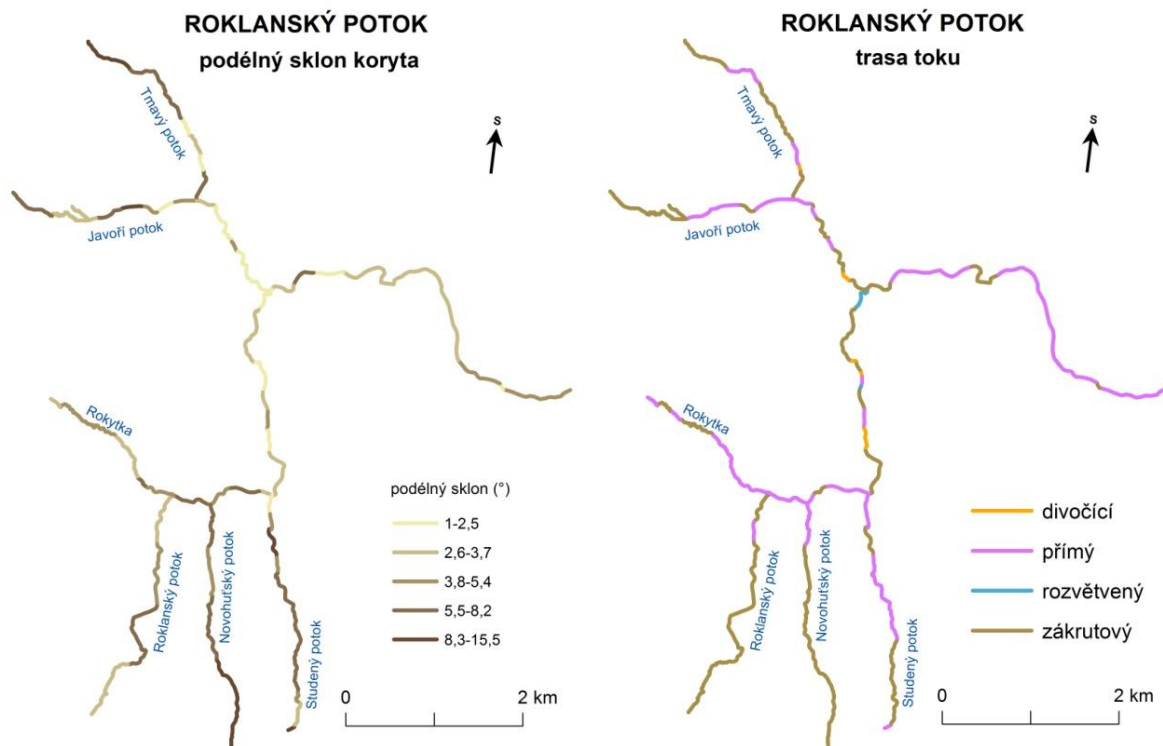 ROKLANSKÝ POTOK
podélný sklon koryta
S
Tmavý potok
Javoří potok
Rokytka
Roklanský potok
Novohuťský potok
Studený potok
podélný sklon (°)
1-2,5
2,6-3,7
3,8-5,4
5,5-8,2
8,3-15,5
0
2 km
ROKLANSKÝ POTOK
trasa toku
S
Tmavý potok
Javoří potok
Rokytka
Roklanský potok
Novohuťský potok
Studený potok
divočící
přímý
rozvětvený
zákrutový
0
2 km